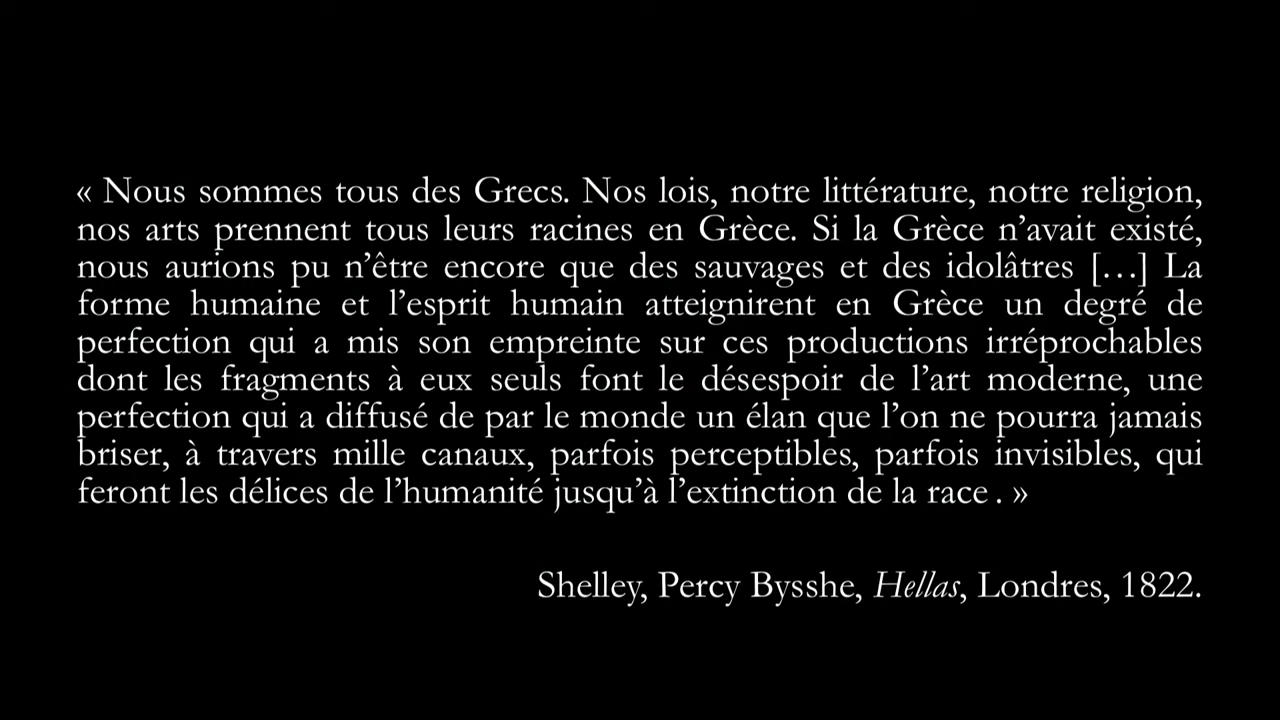 « Nous sommes tous des Grecs. Nos lois, notre littérature, notre religion,
nos arts prennent tous leurs racines en Grèce. Si la Grèce n’avait existé,
nous aurions pu n’être encore que des sauvages et des idolâtres […] La
forme humaine et l’esprit humain atteignirent en Grèce un degré de
perfection qui a mis son empreinte sur ces productions irréprochables
dont les fragments à eux seuls font le désespoir de l’art moderne, une
perfection qui a diffusé de par le monde un élan que l’on ne pourra jamais
briser, à travers mille canaux, parfois perceptibles, parfois invisibles, qui
feront les délices de l’humanité jusqu’à l’extinction de la race . »
Shelley, Percy Bysshe, Hellas, Londres, 1822.